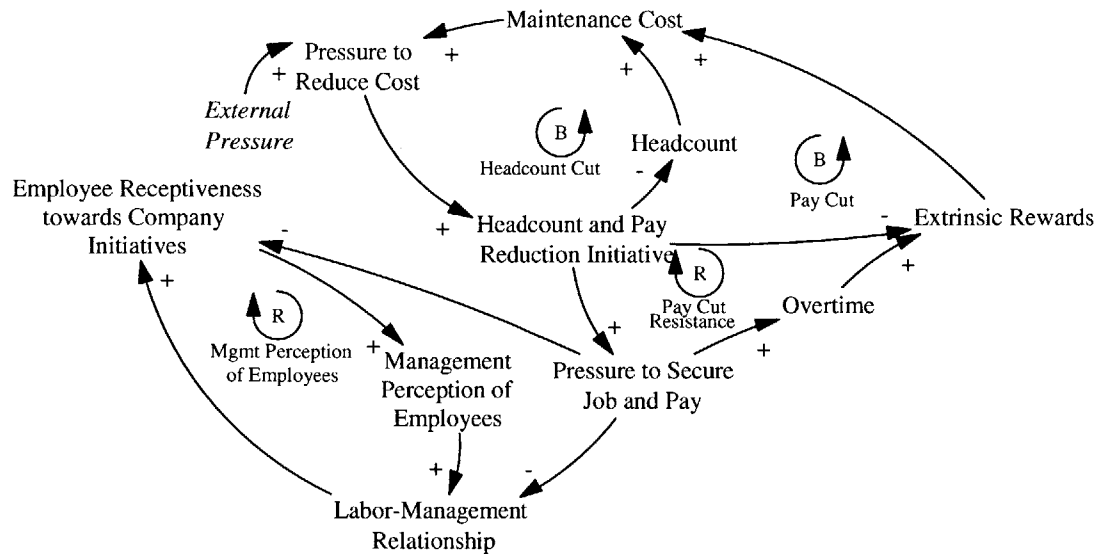 Maintenance Cost
+
+
+
Pressure to
Reduce Cost
+
External
Pressure
B
Headcount Cut
Headcount
-
B
Pay Cut
Employee Receptiveness
towards Company
Initiatives
-
+
+
Headcount and Pay
Reduction Initiative
-
Extrinsic Rewards
+
R
Pay Cut
Resistance
Overtime
R
Mgmt Perception
of Employees
+
Management
Perception of
Employees
+
+
Pressure to Secure
Job and Pay
+
-
Labor-Management
Relationship